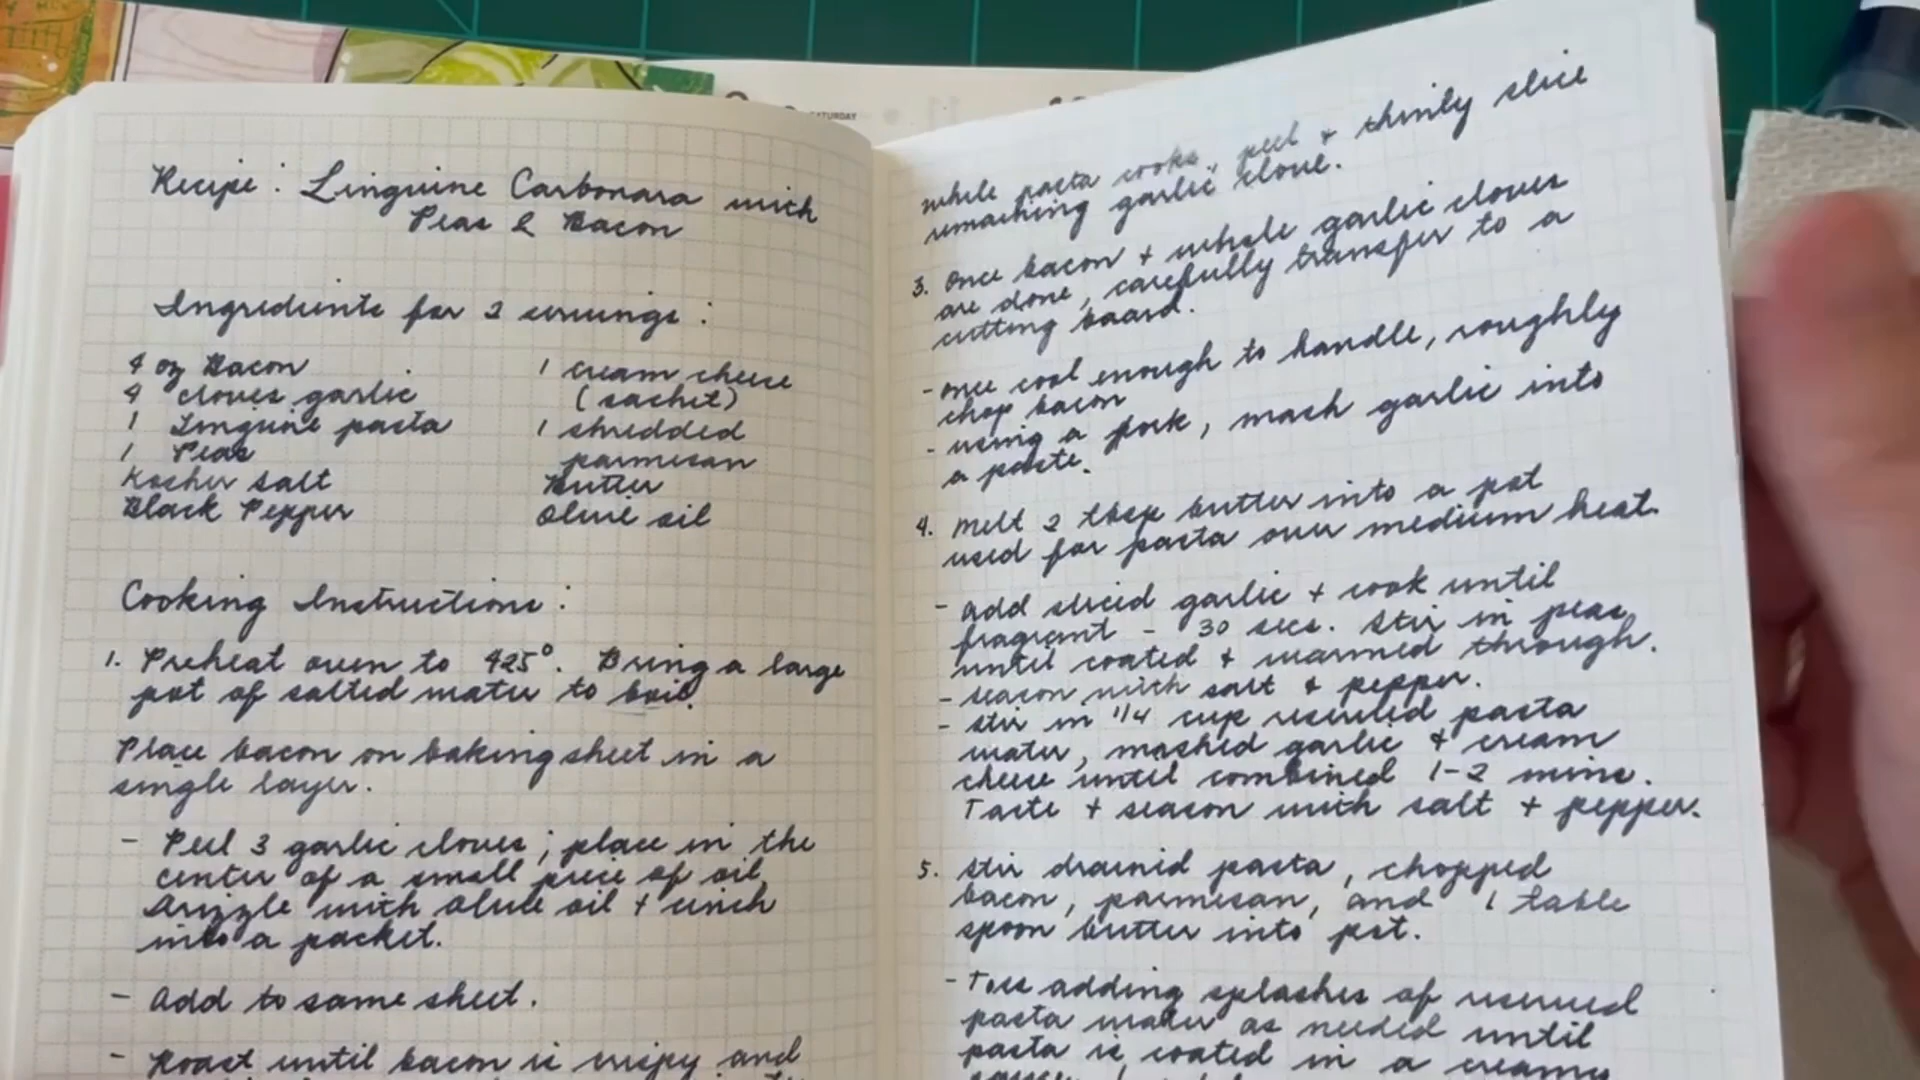 SATURDAY
Recipe: Linguine Carbonara with
Peas & Bacon
Ingredients for 2 servings:
4 oz Bacon
4 cloves garlic
1 Linguine pasta
1 Peas
Kosher salt
Black Pepper
1 cream cheese
(sachet)
1 shredded
parmesan
Butter
Olive oil
Cooking Instructions:
1. Preheat oven to 425°. Bring a large
pot of salted water to boil.
Place bacon on baking sheet in a
single layer.
- Peel 3 garlic cloves; place in the
center of a small piece of oil
Drizzle with olive oil + cinch
into a packet.
- Add to same sheet.
- Roast until bacon is crispy and
while pasta cooks, peel + thinly slice
remaining garlic clove.
3. Once bacon + whole garlic cloves
are done, carefully transfer to a
cutting board.
- once cool enough to handle, roughly
chop bacon
- using a fork, mash garlic into
a paste.
4. Melt 2 tbsp butter into a pot
used for pasta over medium heat.
- Add sliced garlic + cook until
fragrant - 30 secs. Stir in peas
until coated & warmed through.
- season with salt & pepper.
- Stir in 1/4 cup reserved pasta
water, mashed garlic & cream
cheese until combined 1-2 mins.
Taste + season with salt + pepper.
5. Stir drained pasta, chopped
bacon, parmesan, and 1 table
spoon butter into pot.
- Toss adding splashes of reserved
pasta water as needed until
pasta is coated in a creamy